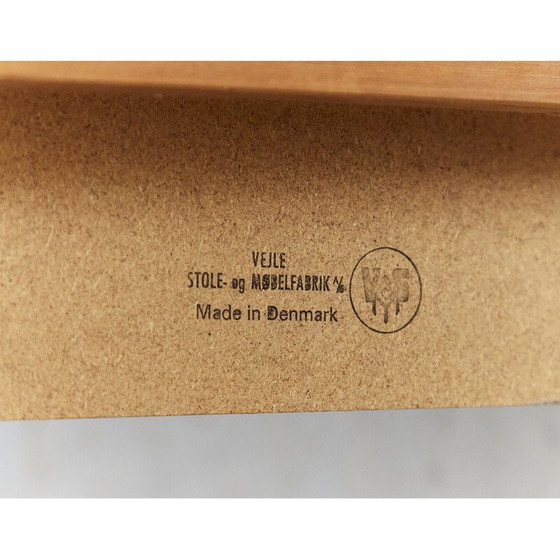 VEJLE
STOLE- og MØBELFABRIK A/S
Made in Denmark